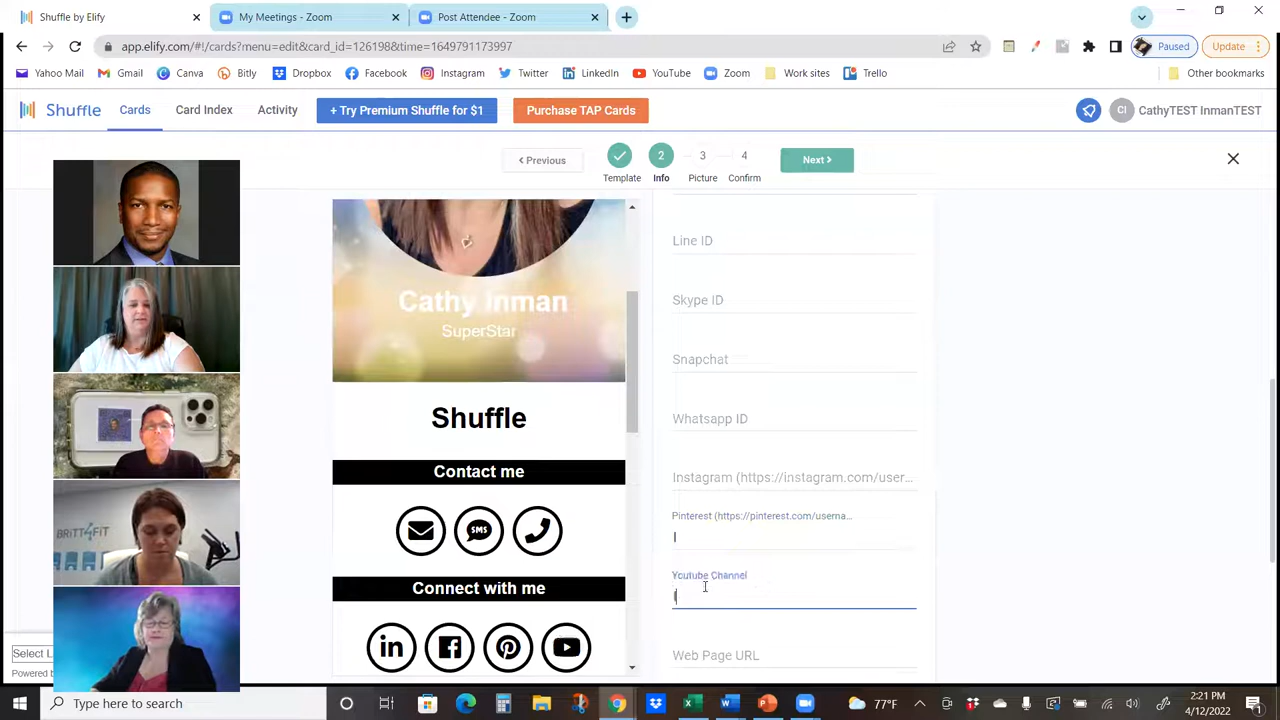 Shuffle by Elify
My Meetings - Zoom
Post Attendee - Zoom
app.elify.com/#!/cards?menu=edit&card_id=126198&time=1649791173997
Paused
Update
Yahoo Mail
Gmail
Canva
Bitly
Dropbox
Facebook
Instagram
Twitter
LinkedIn
YouTube
Zoom
Work sites
Trello
Other bookmarks
Shuffle
Cards
Card Index
Activity
+ Try Premium Shuffle for $1
Purchase TAP Cards
CI
CathyTEST InmanTEST
Previous
Template
2
Info
3
Picture
4
Confirm
Next
Cathy Inman
SuperStar
Shuffle
Contact me
SMS
Connect with me
Line ID
Skype ID
Snapchat
Whatsapp ID
Instagram (https://instagram.com/user...
Pinterest (https://pinterest.com/userna...
I
Youtube Channel
Web Page URL
BRITT4FIT
Select L
Powered b
Type here to search
77°F
2:21 PM
4/12/2022